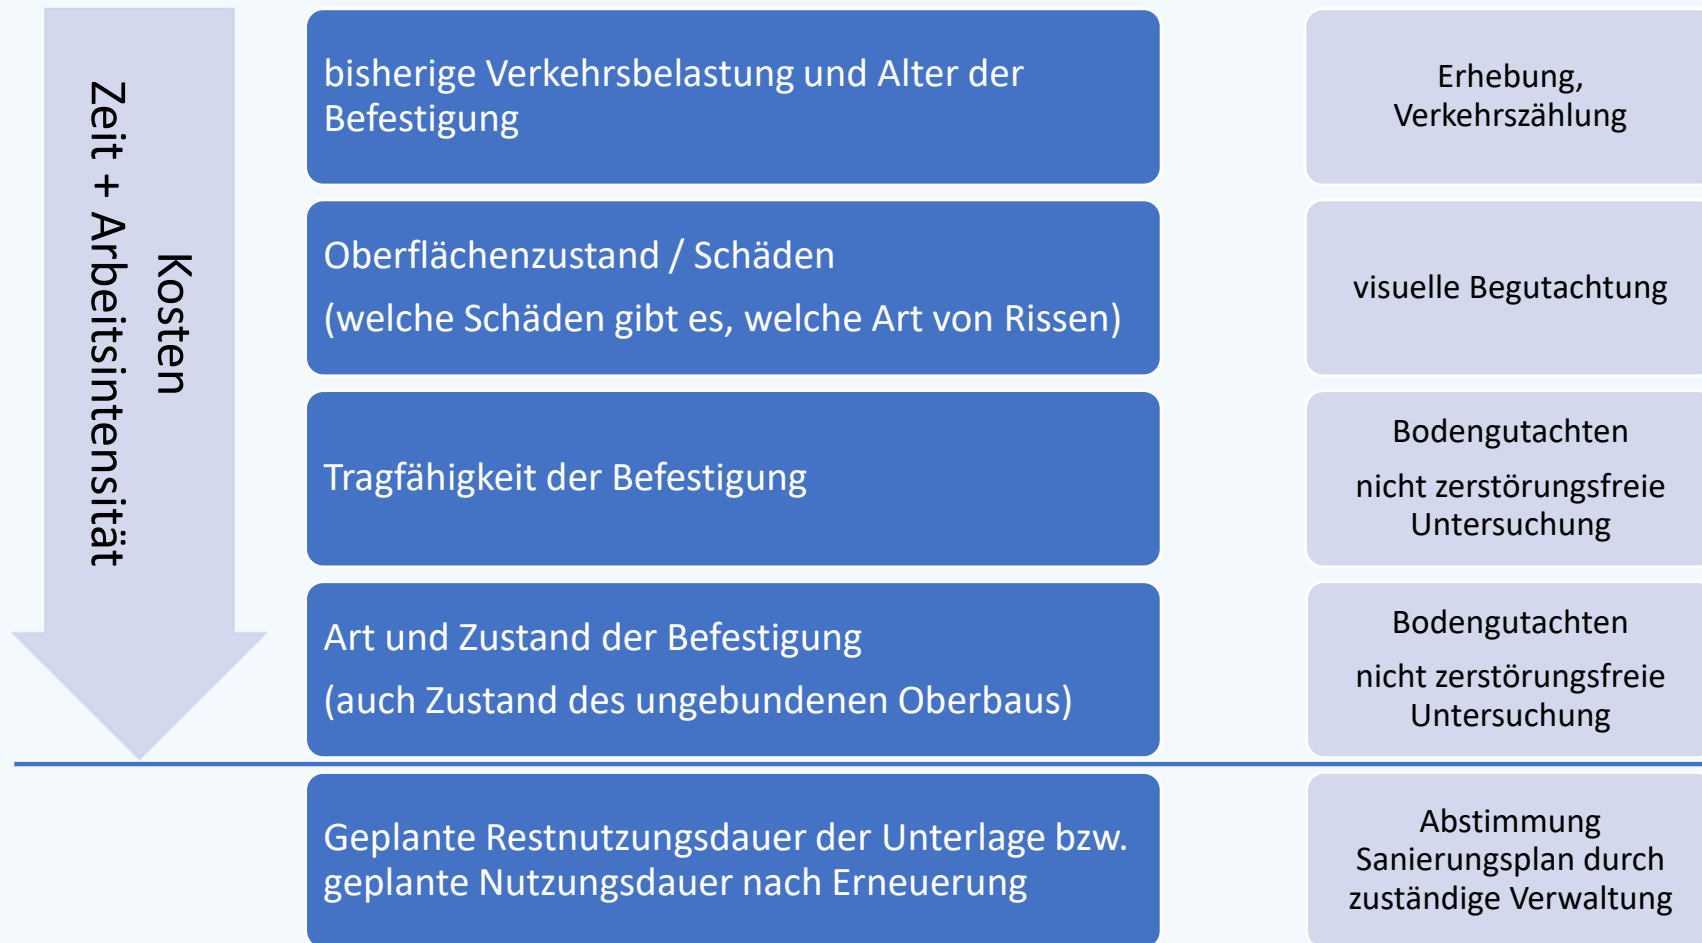 Zeit + Arbeitsintensität
Kosten
bisherige Verkehrsbelastung und Alter der
Befestigung
Erhebung,
Verkehrszählung
Oberflächenzustand / Schäden
(welche Schäden gibt es, welche Art von Rissen)
visuelle Begutachtung
Tragfähigkeit der Befestigung
Bodengutachten
nicht zerstörungsfreie
Untersuchung
Art und Zustand der Befestigung
(auch Zustand des ungebundenen Oberbaus)
Bodengutachten
nicht zerstörungsfreie
Untersuchung
Geplante Restnutzungsdauer der Unterlage bzw.
geplante Nutzungsdauer nach Erneuerung
Abstimmung
Sanierungsplan durch
zuständige Verwaltung